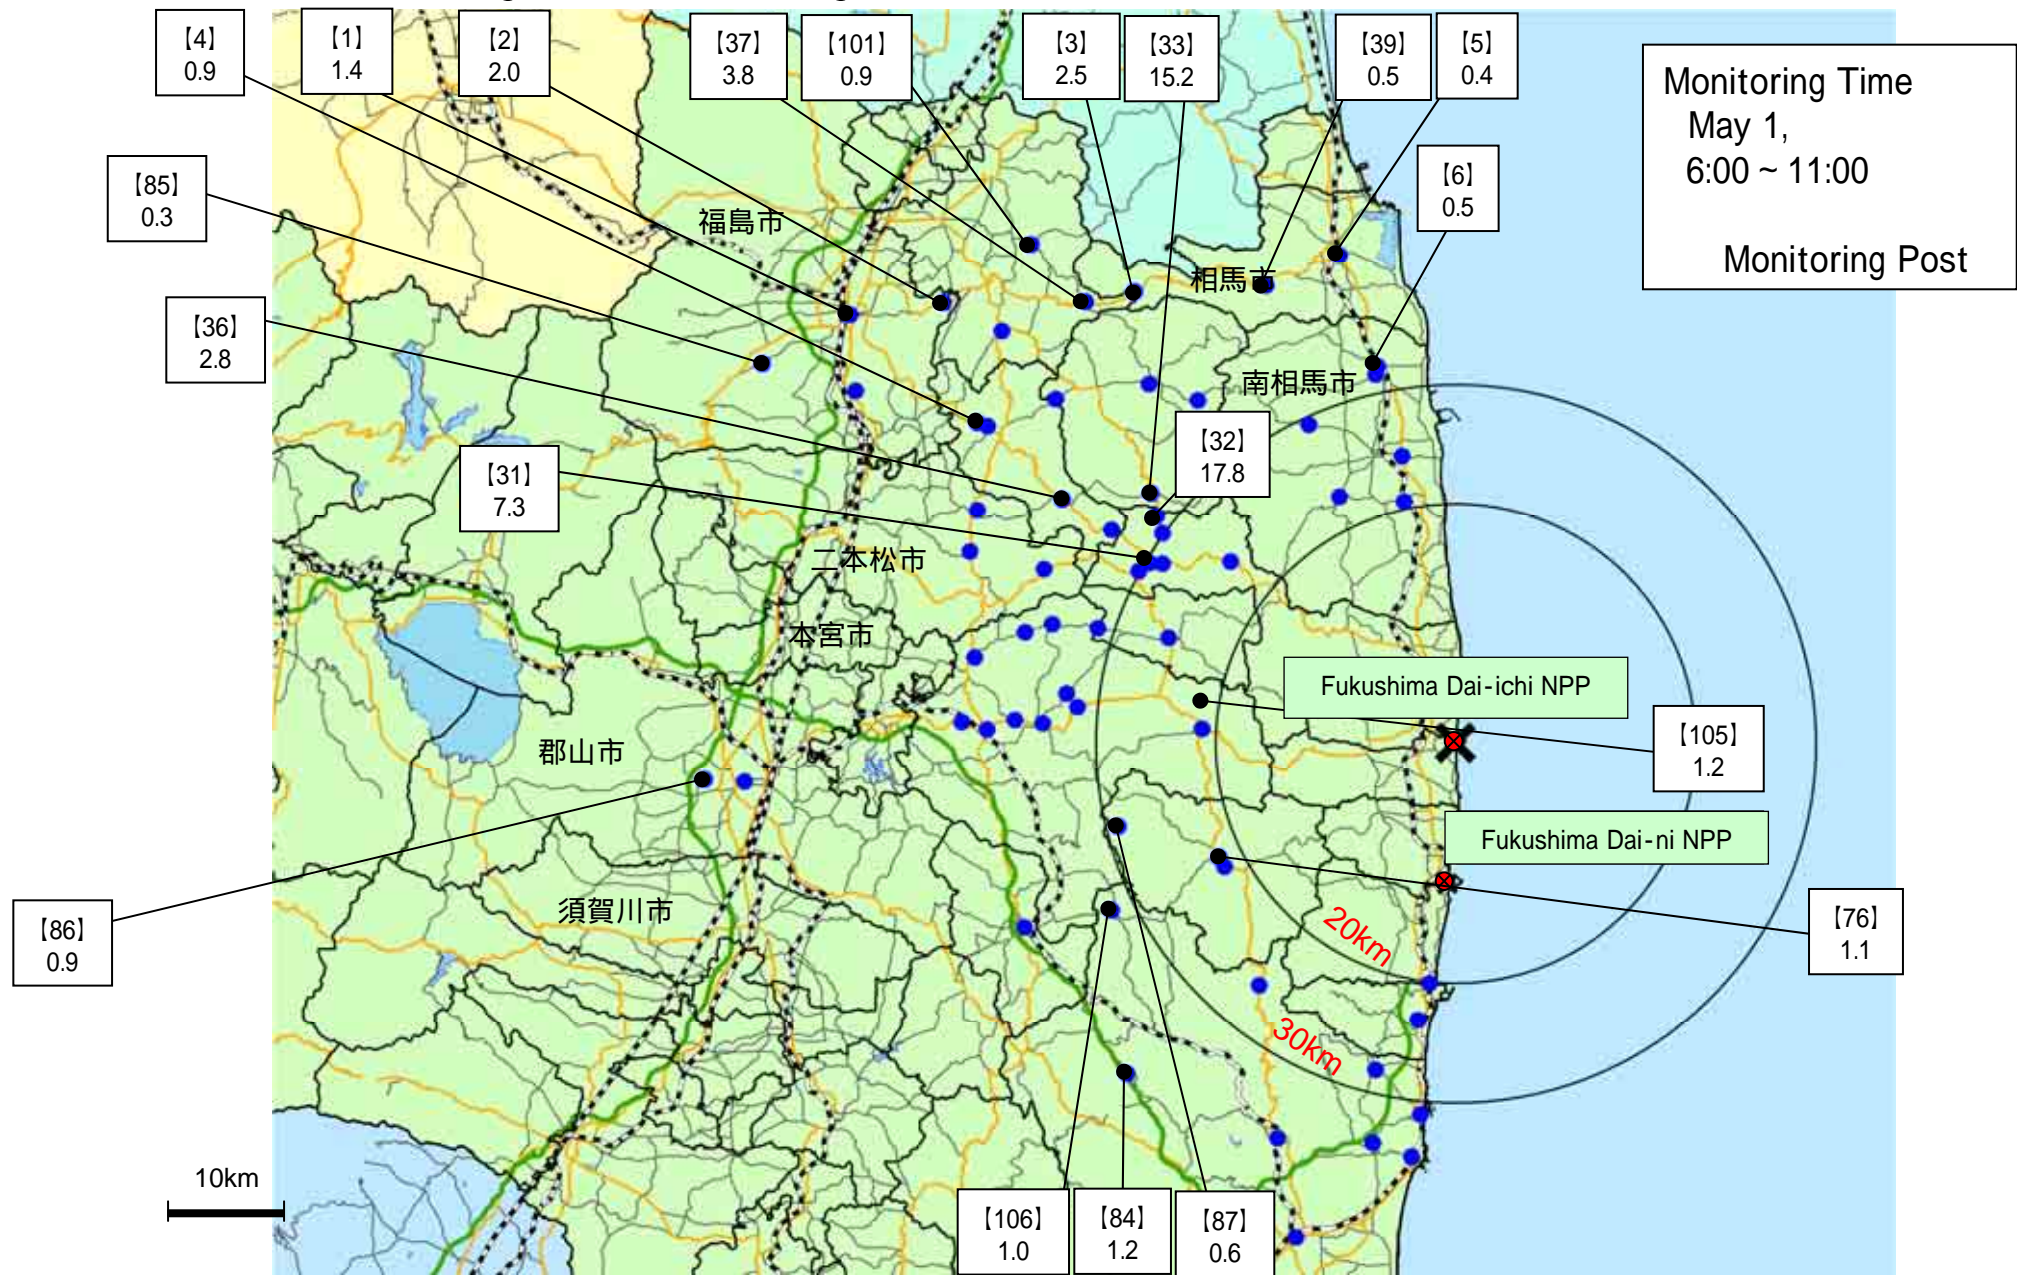 【4】
0.9
【1】
1.4
【2】
2.0
【37】
3.8
【101】
0.9
【3】
2.5
【33】
15.2
【39】
0.5
【5】
0.4
Monitoring Time
May 1,
6:00 ~ 11:00
Monitoring Post
【85】
0.3
【6】
0.5
福島市
相馬市
【36】
2.8
南相馬市
【32】
17.8
【31】
7.3
二本松市
本宮市
Fukushima Dai-ichi NPP
【105】
1.2
郡山市
Fukushima Dai-ni NPP
須賀川市
【86】
0.9
20km
【76】
1.1
30km
10km
【106】
1.0
【84】
1.2
【87】
0.6